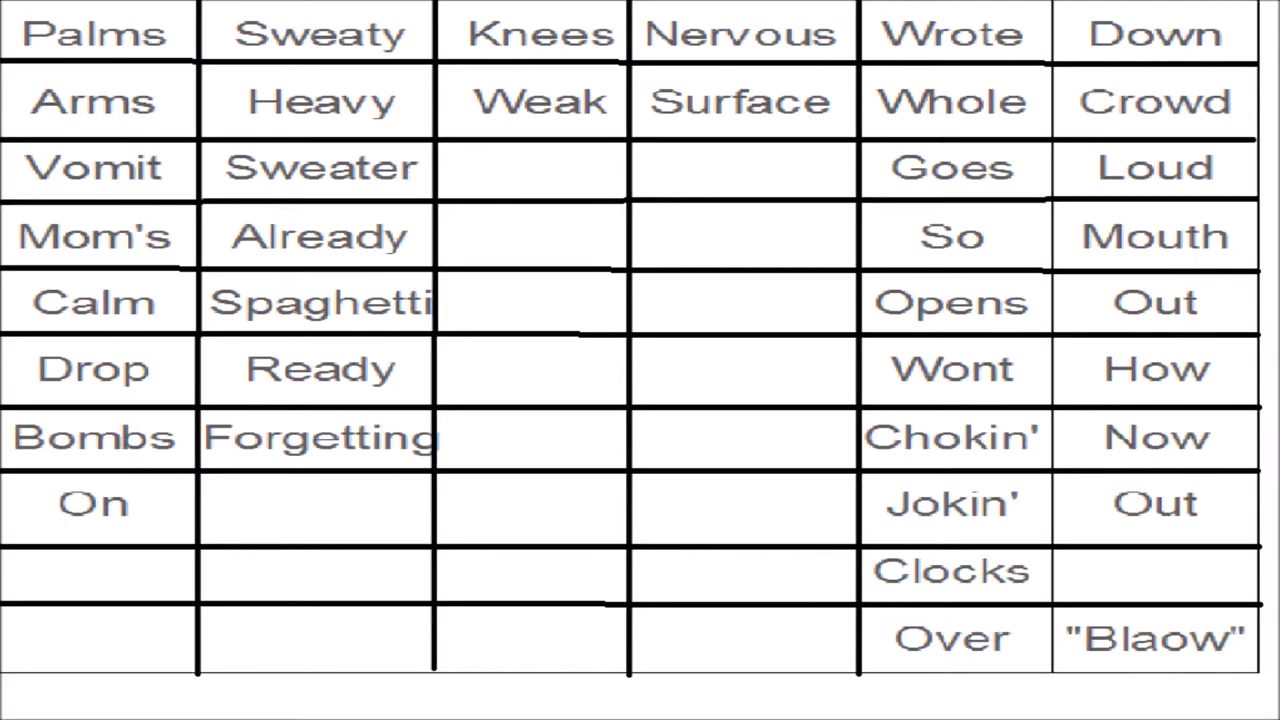 Palms Sweaty Knees Nervous Wrote Down
Arms Heavy Weak Surface Whole Crowd
Vomit Sweater Goes Loud
Mom's Already So Mouth
Calm Spaghetti Opens Out
Drop Ready Wont How
Bombs Forgetting Chokin' Now
On Jokin' Out
Clocks
Over "Blaow"